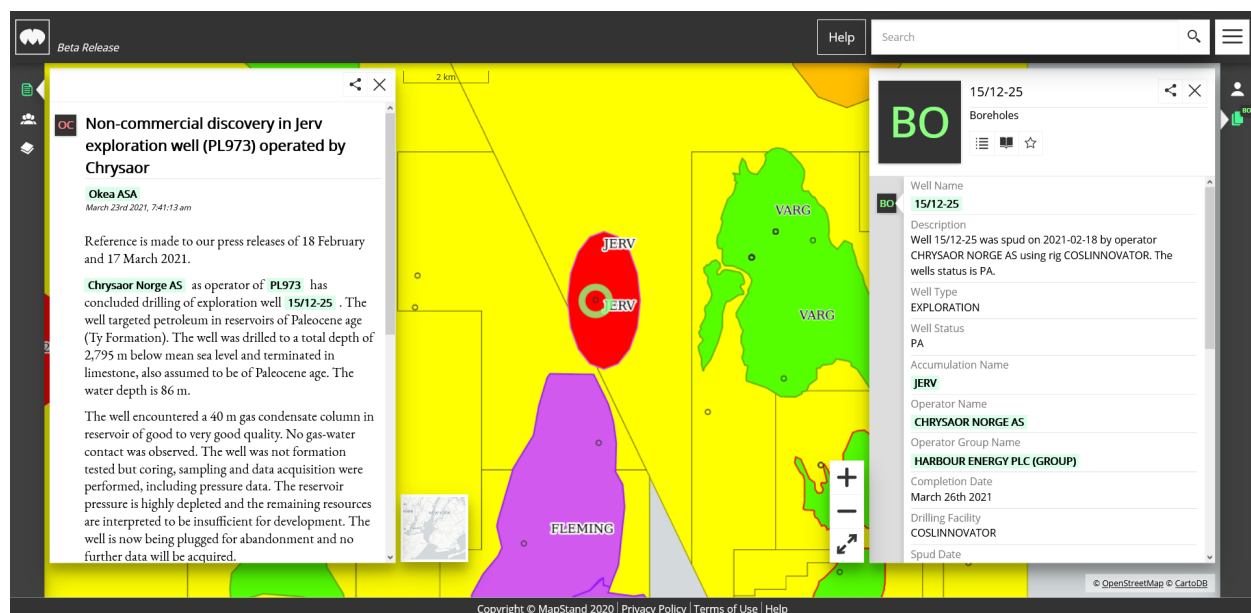 Beta Release
Help
Search
2 km
OC
Non-commercial discovery in Jerv
exploration well (PL973) operated by
Chrysaor
Okea ASA
March 23rd 2021, 7:41:13 am
Reference is made to our press releases of 18 February
and 17 March 2021.
Chrysaor Norge AS as operator of PL973 has
concluded drilling of exploration well 15/12-25 . The
well targeted petroleum in reservoirs of Paleocene age
(Ty Formation). The well was drilled to a total depth of
2,795 m below mean sea level and terminated in
limestone, also assumed to be of Paleocene age. The
water depth is 86 m.
The well encountered a 40 m gas condensate column in
reservoir of good to very good quality. No gas-water
contact was observed. The well was not formation
tested but coring, sampling and data acquisition were
performed, including pressure data. The reservoir
pressure is highly depleted and the remaining resources
are interpreted to be insufficient for development. The
well is now being plugged for abandonment and no
further data will be acquired.
VARG
JERV
JERV
VARG
FLEMING
BO
15/12-25
Boreholes
BO
BO
Well Name
15/12-25
Description
Well 15/12-25 was spud on 2021-02-18 by operator
CHRYSAOR NORGE AS using rig COSLINNOVATOR. The
wells status is PA.
Well Type
EXPLORATION
Well Status
PA
Accumulation Name
JERV
Operator Name
CHRYSAOR NORGE AS
Operator Group Name
HARBOUR ENERGY PLC (GROUP)
Completion Date
March 26th 2021
Drilling Facility
COSLINNOVATOR
Spud Date
© OpenStreetMap © CartoDB
Copyright © MapStand 2020 | Privacy Policy | Terms of Use | Help